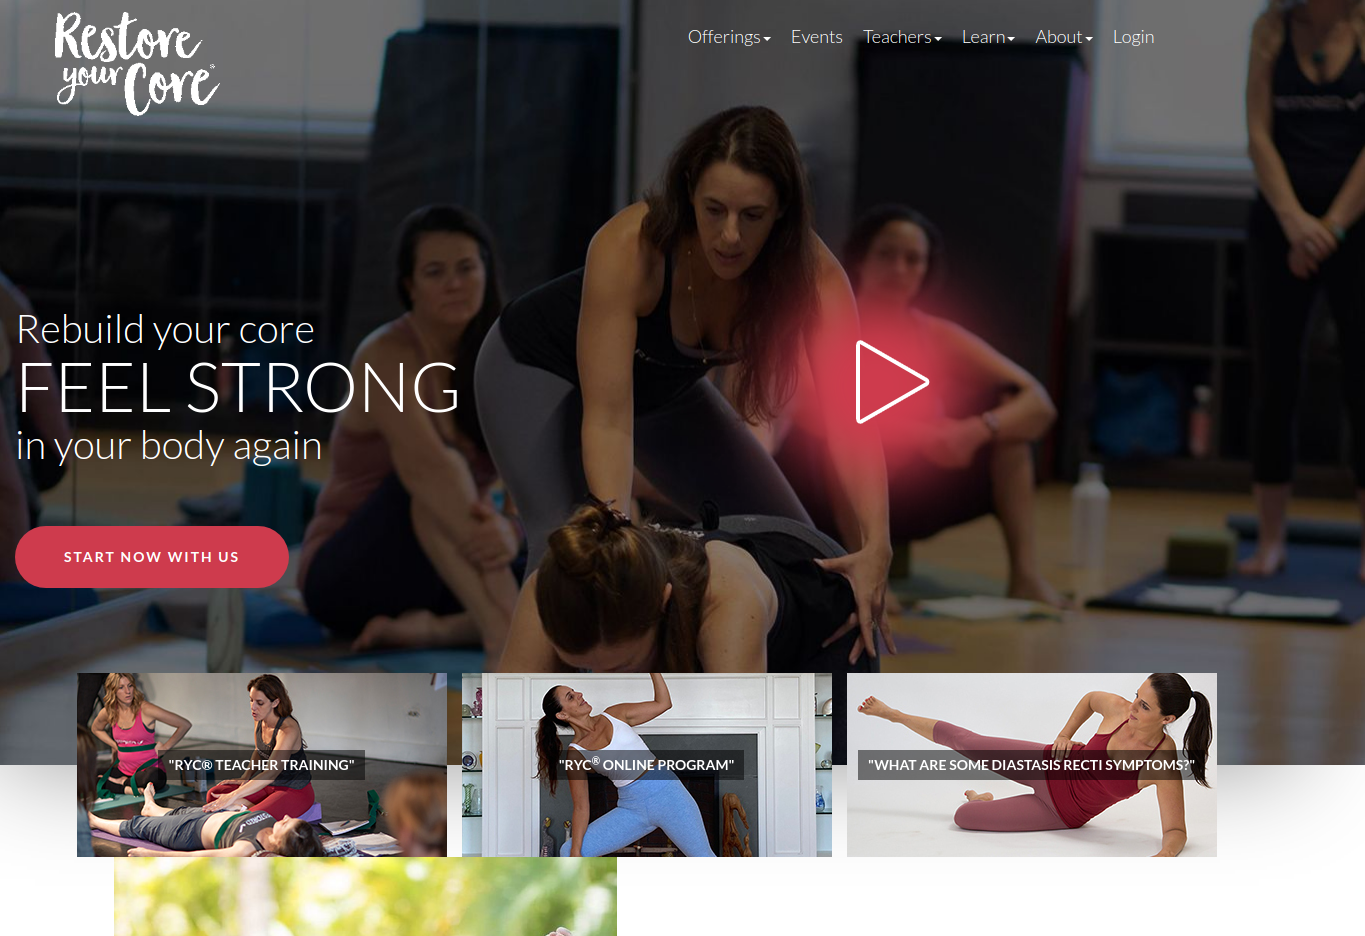 Restore
your Core®
Offerings Events Teachers Learn About Login
Rebuild your core
FEEL STRONG
in your body again
START NOW WITH US
"RYC® TEACHER TRAINING"
"RYC® ONLINE PROGRAM"
"WHAT ARE SOME DIASTASIS RECTI SYMPTOMS?"